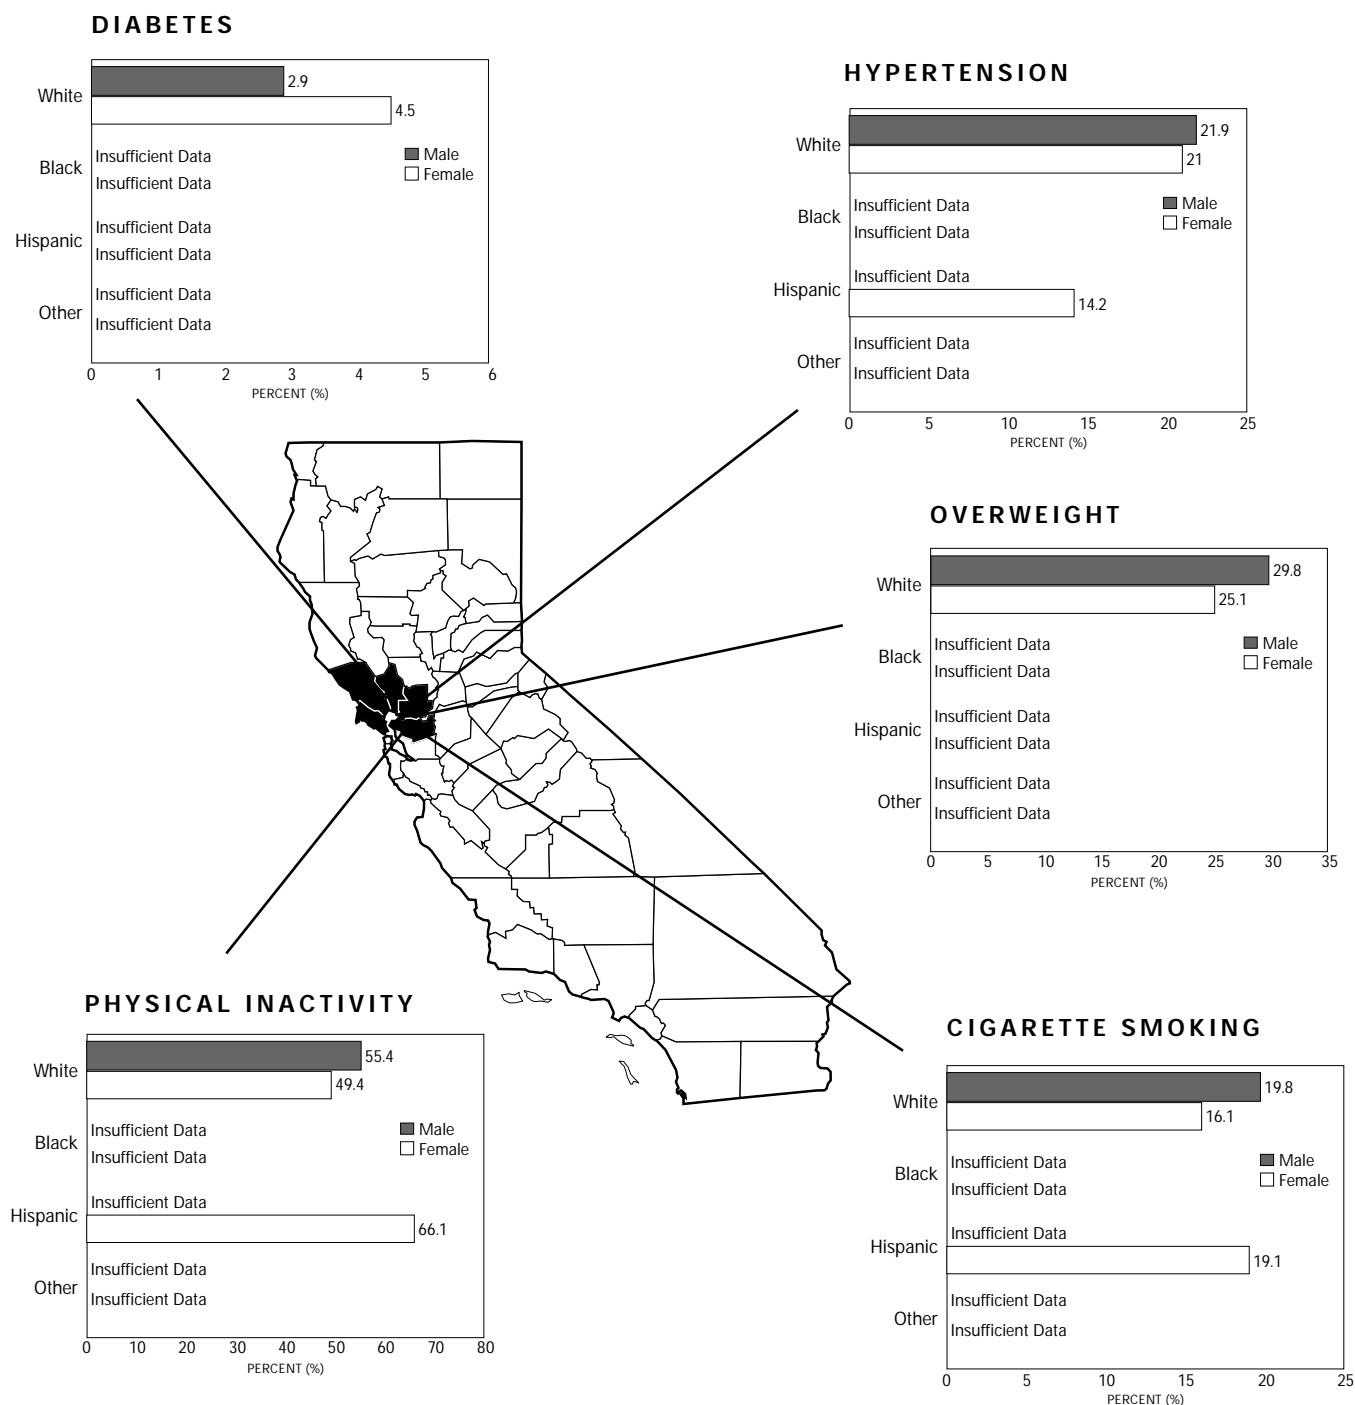 DIABETES
White
2.9
4.5
Black
Insufficient Data
Insufficient Data
Male
Female
Hispanic
Insufficient Data
Insufficient Data
Other
Insufficient Data
Insufficient Data
0 1 2 3 4 5 6
PERCENT (%)
HYPERTENSION
White
21.9
21
Black
Insufficient Data
Insufficient Data
Male
Female
Hispanic
Insufficient Data
14.2
Other
Insufficient Data
Insufficient Data
0 5 10 15 20 25
PERCENT (%)
OVERWEIGHT
White
29.8
25.1
Black
Insufficient Data
Insufficient Data
Male
Female
Hispanic
Insufficient Data
Insufficient Data
Other
Insufficient Data
Insufficient Data
0 5 10 15 20 25 30 35
PERCENT (%)
PHYSICAL INACTIVITY
White
55.4
49.4
Black
Insufficient Data
Insufficient Data
Male
Female
Hispanic
Insufficient Data
66.1
Other
Insufficient Data
Insufficient Data
0 10 20 30 40 50 60 70 80
PERCENT (%)
CIGARETTE SMOKING
White
19.8
16.1
Black
Insufficient Data
Insufficient Data
Male
Female
Hispanic
Insufficient Data
19.1
Other
Insufficient Data
Insufficient Data
0 5 10 15 20 25
PERCENT (%)